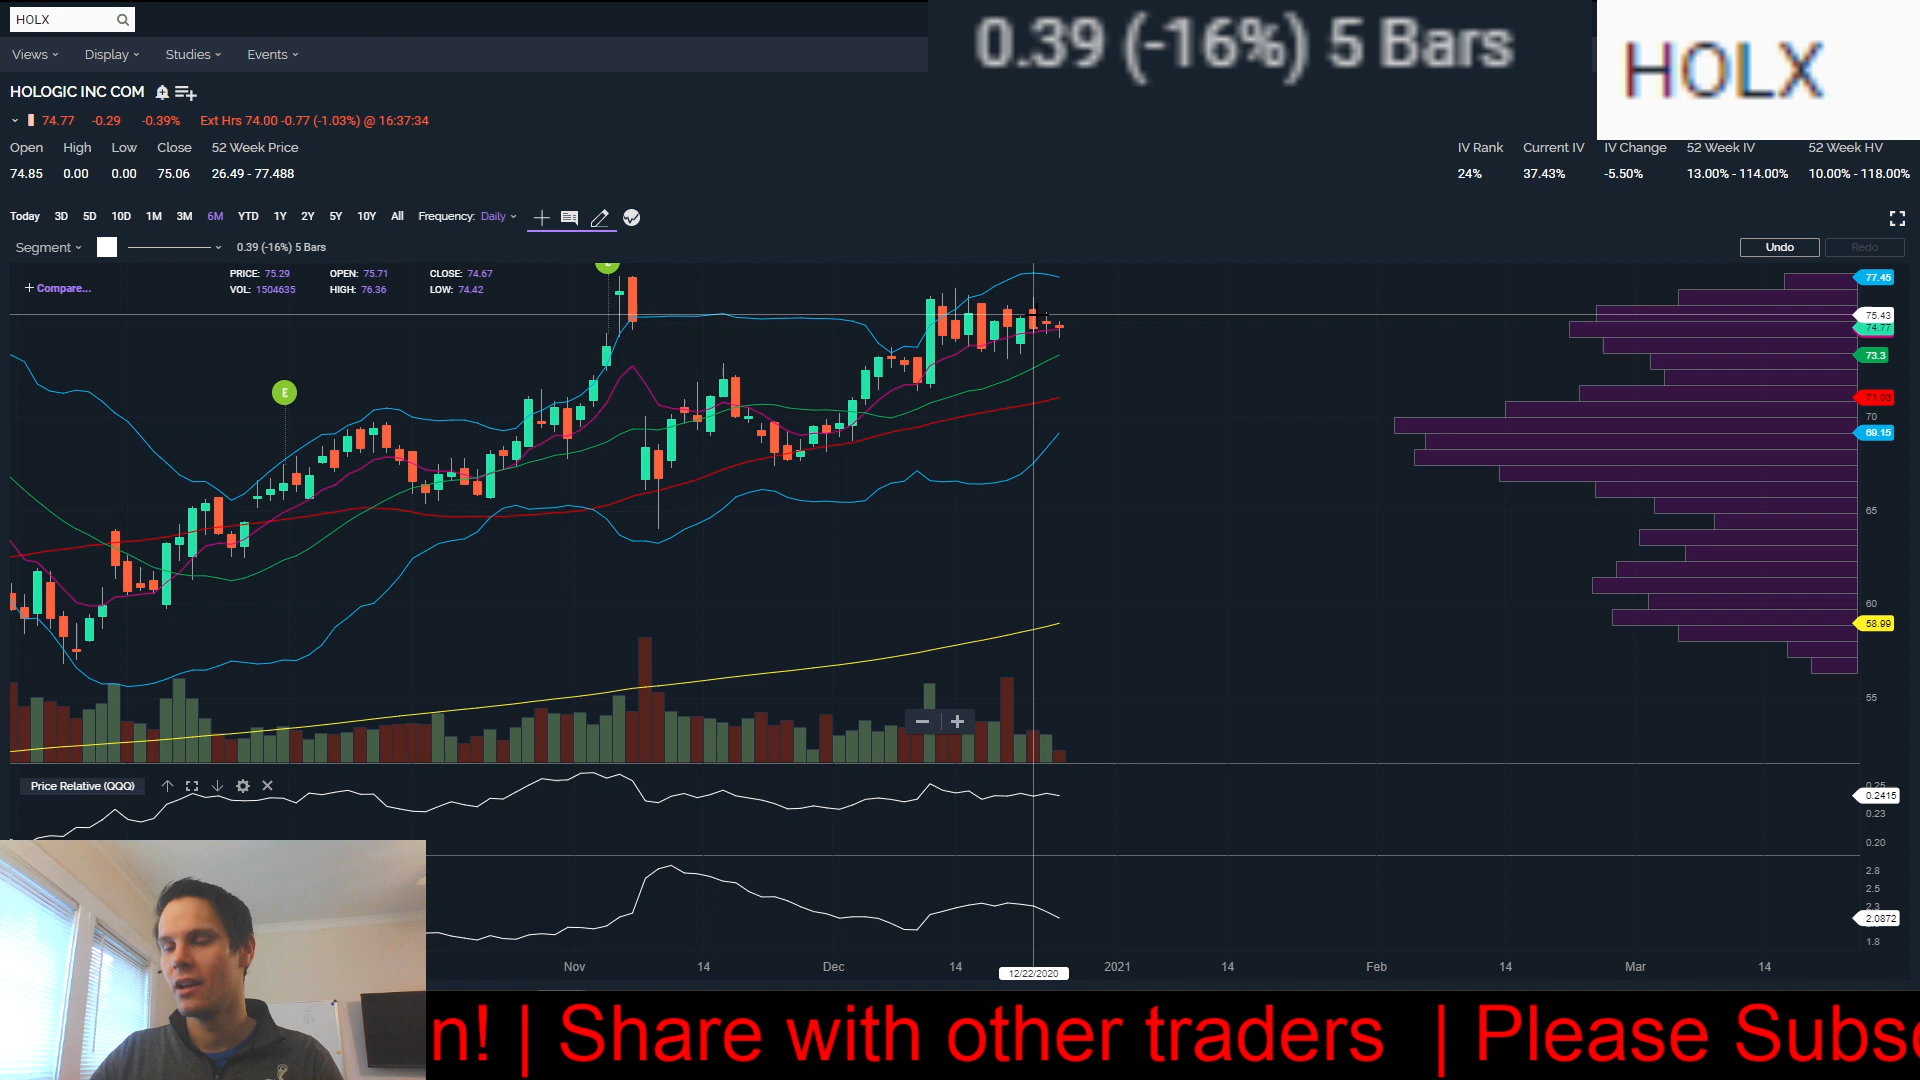 HOLX
0.39 (-16%) 5 Bars
HOLX
Views Display Studies Events
HOLOGIC INC COM
74.77 -0.29 -0.39% Ext Hrs 74.00 -0.77 (-1.03%) @ 16:37:34
Open High Low Close 52 Week Price
IV Rank Current IV IV Change 52 Week IV 52 Week HV
74.85 0.00 0.00 75.06 26.49 - 77.488
24% 37.43% -5.50% 13.00% - 114.00% 10.00% - 118.00%
Today 3D 5D 10D 1M 3M 6M YTD 1Y 2Y 5Y 10Y All Frequency: Daily
Segment 0.39 (-16%) 5 Bars
Undo Redo
PRICE: 75.29 OPEN: 75.71 CLOSE: 74.67
VOL: 1504635 HIGH: 76.36 LOW: 74.42
+ Compare...
77.45
75.43
74.77
73.3
E
71.03
70
69.15
65
60
58.99
55
Price Relative (QQQ)
0.2415
0.23
0.20
2.8
2.5
2.3
2.0872
1.8
Nov 14 Dec 14 12/22/2020 2021 14 Feb 14 Mar 14
n! | Share with other traders | Please Subsc